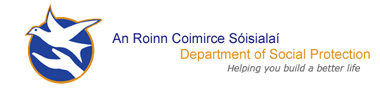 An Roinn Coimirce Sóisialaí
Department of Social Protection
Helping you build a better life